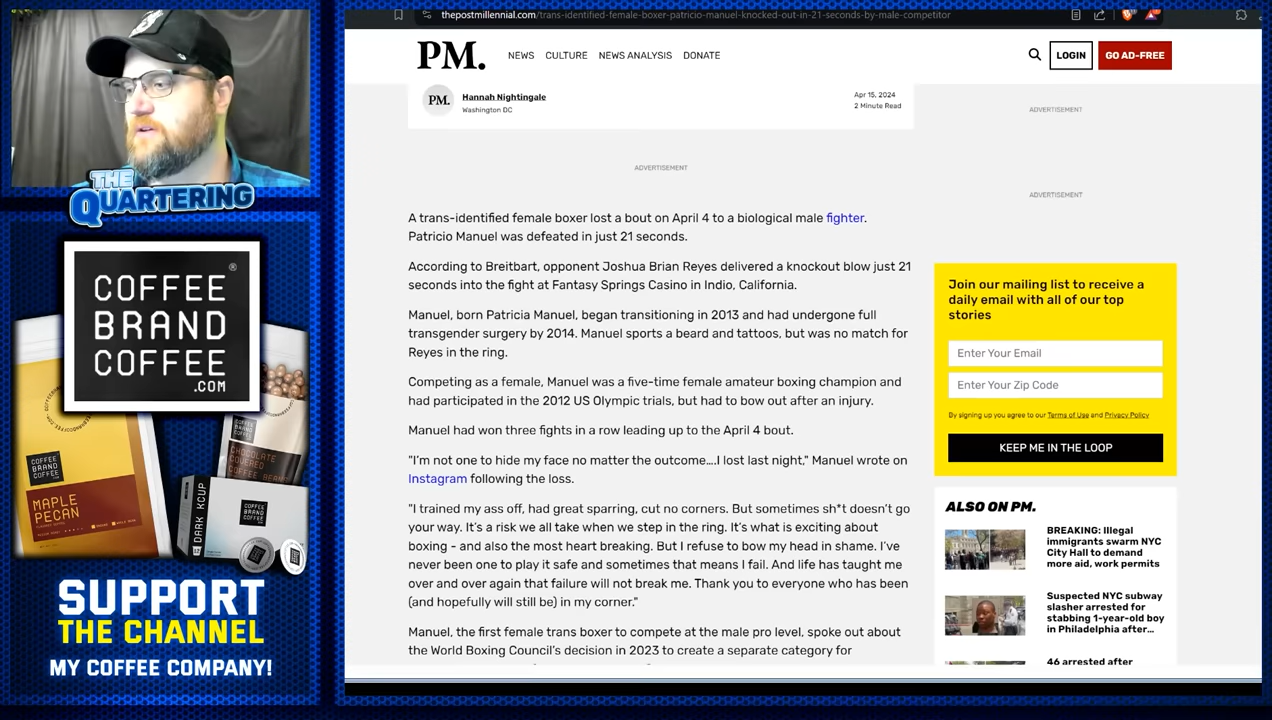 thepostmillennial.com/trans-identified-female-boxer-patricio-manuel-knocked-out-in-21-seconds-by-male-competitor
PM.
NEWS CULTURE NEWS ANALYSIS DONATE
LOGIN
GO AD-FREE
PM.
Hannah Nightingale
Washington DC
Apr 15, 2024
2 Minute Read
ADVERTISEMENT
ADVERTISEMENT
ADVERTISEMENT
A trans-identified female boxer lost a bout on April 4 to a biological male fighter.
Patricio Manuel was defeated in just 21 seconds.
According to Breitbart, opponent Joshua Brian Reyes delivered a knockout blow just 21
seconds into the fight at Fantasy Springs Casino in Indio, California.
Manuel, born Patricia Manuel, began transitioning in 2013 and had undergone full
transgender surgery by 2014. Manuel sports a beard and tattoos, but was no match for
Reyes in the ring.
Competing as a female, Manuel was a five-time female amateur boxing champion and
had participated in the 2012 US Olympic trials, but had to bow out after an injury.
Manuel had won three fights in a row leading up to the April 4 bout.
"I'm not one to hide my face no matter the outcome....I lost last night," Manuel wrote on
Instagram following the loss.
"I trained my ass off, had great sparring, cut no corners. But sometimes sh*t doesn't go
your way. It's a risk we all take when we step in the ring. It's what is exciting about
boxing - and also the most heart breaking. But I refuse to bow my head in shame. I've
never been one to play it safe and sometimes that means I fail. And life has taught me
over and over again that failure will not break me. Thank you to everyone who has been
(and hopefully will still be) in my corner."
Manuel, the first female trans boxer to compete at the male pro level, spoke out about
the World Boxing Council's decision in 2023 to create a separate category for
Join our mailing list to receive a
daily email with all of our top
stories
Enter Your Email
Enter Your Zip Code
By signing up you agree to our Terms of Use and Privacy Policy
KEEP ME IN THE LOOP
ALSO ON PM.
BREAKING: Illegal
immigrants swarm NYC
City Hall to demand
more aid, work permits
Suspected NYC subway
slasher arrested for
stabbing 1-year-old boy
in Philadelphia after...
46 arrested after
THE
QUARTERING
COFFEE
BRAND
COFFEE
.COM
®
COFFEE
BRAND
COFFEE
MAPLE
PECAN
CHOCOLATE
COVERED
COFFEE BEANS
DARK KCUP
COFFEE
BRAND
COFFEE
SUPPORT
THE CHANNEL
MY COFFEE COMPANY!